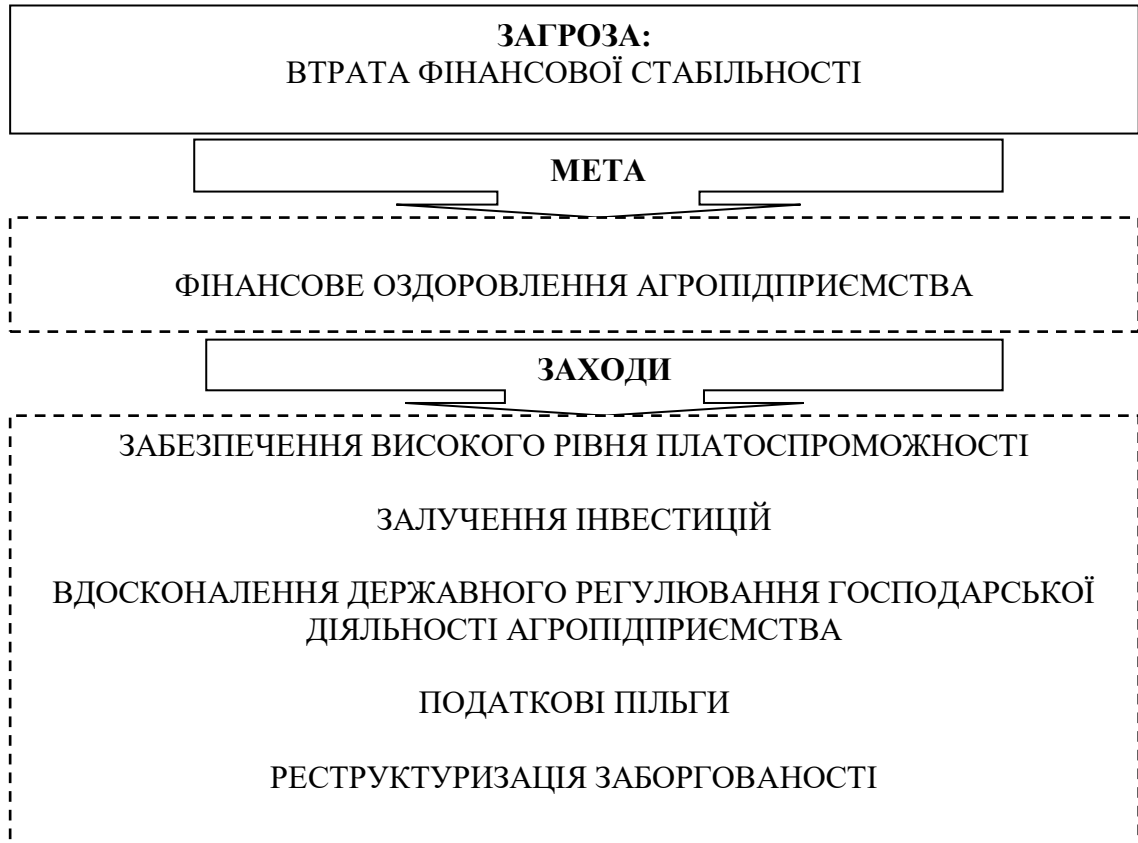 ЗАГРОЗА:
ВТРАТА ФІНАНСОВОЇ СТАБІЛЬНОСТІ
МЕТА
ФІНАНСОВЕ ОЗДОРОВЛЕННЯ АГРОПІДПРИЄМСТВА
ЗАХОДИ
ЗАБЕЗПЕЧЕННЯ ВИСОКОГО РІВНЯ ПЛАТОСПРОМОЖНОСТІ
ЗАЛУЧЕННЯ ІНВЕСТИЦІЙ
ВДОСКОНАЛЕННЯ ДЕРЖАВНОГО РЕГУЛЮВАННЯ ГОСПОДАРСЬКОЇ
ДІЯЛЬНОСТІ АГРОПІДПРИЄМСТВА
ПОДАТКОВІ ПІЛЬГИ
РЕСТРУКТУРИЗАЦІЯ ЗАБОРГОВАНОСТІ